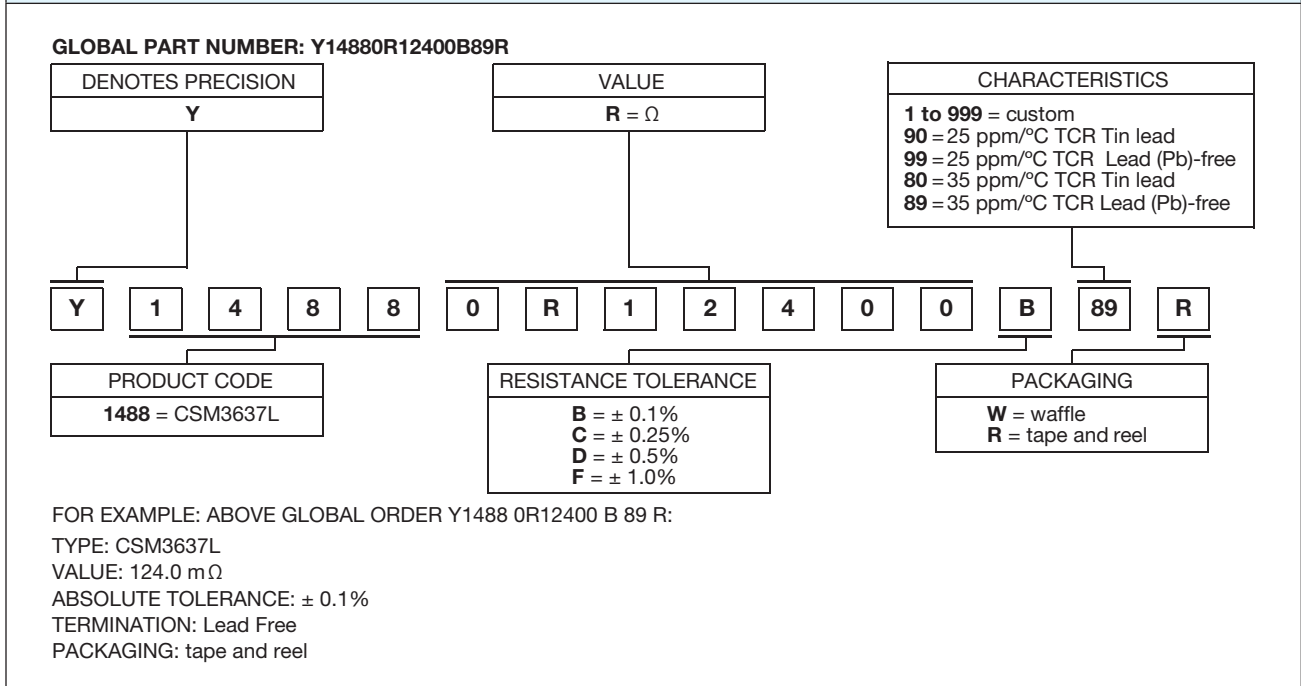 GLOBAL PART NUMBER: Y14880R12400B89R
DENOTES PRECISION
Y
VALUE
R = Ω
CHARACTERISTICS
1 to 999 = custom
90 = 25 ppm/ºC TCR Tin lead
99 = 25 ppm/ºC TCR Lead (Pb)-free
80 = 35 ppm/ºC TCR Tin lead
89 = 35 ppm/ºC TCR Lead (Pb)-free
Y 1 4 8 8 0 R 1 2 4 0 0 B 89 R
PRODUCT CODE
1488 = CSM3637L
RESISTANCE TOLERANCE
B = ± 0.1%
C = ± 0.25%
D = ± 0.5%
F = ± 1.0%
PACKAGING
W = waffle
R = tape and reel
FOR EXAMPLE: ABOVE GLOBAL ORDER Y1488 0R12400 B 89 R:
TYPE: CSM3637L
VALUE: 124.0 mΩ
ABSOLUTE TOLERANCE: ± 0.1%
TERMINATION: Lead Free
PACKAGING: tape and reel